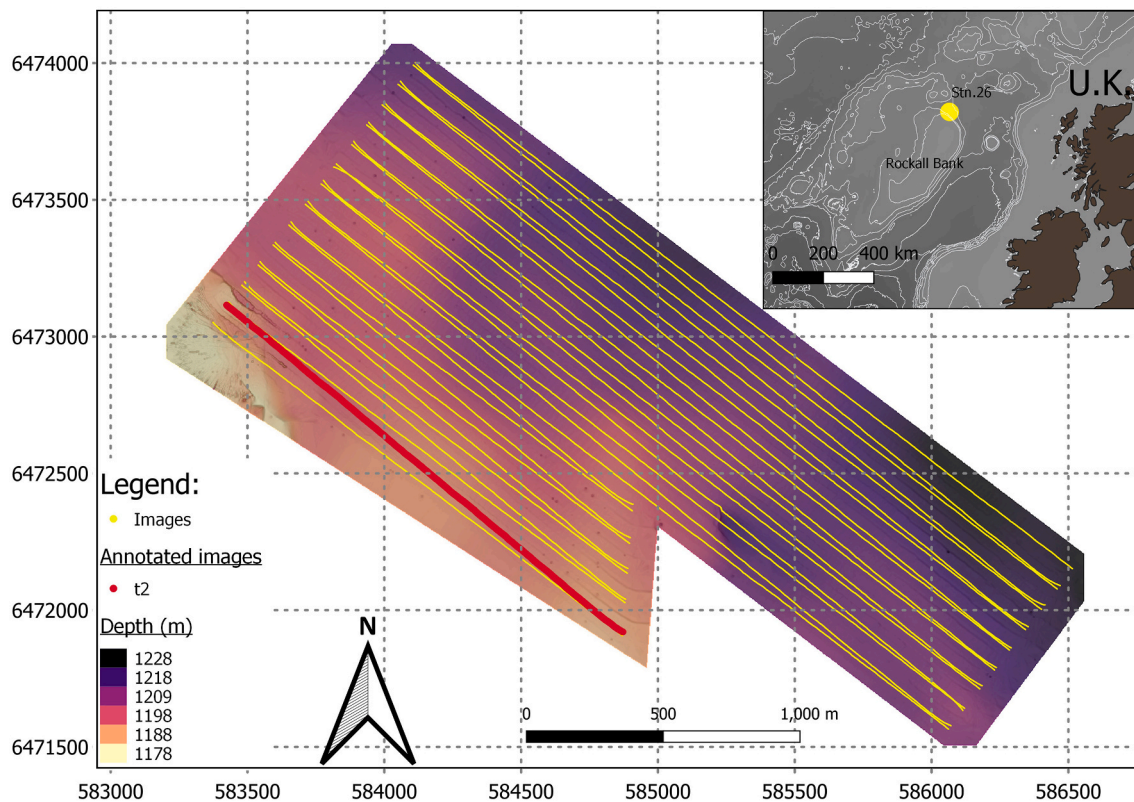 6474000
6473500
6473000
6472500
6472000
6471500
U.K.
Stn.26
Rockall Bank
0 200 400 km
Legend:
Images
Annotated images
t2
Depth (m)
1228
1218
1209
1198
1188
1178
N
0 500 1,000 m
583000 583500 584000 584500 585000 585500 586000 586500